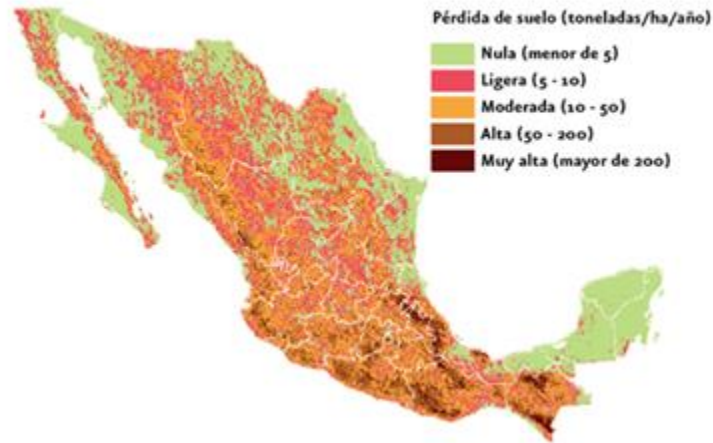 Pérdida de suelo (toneladas/ha/año)
Nula (menor de 5)
Ligera (5 - 10)
Moderada (10 - 50)
Alta (50 - 200)
Muy alta (mayor de 200)